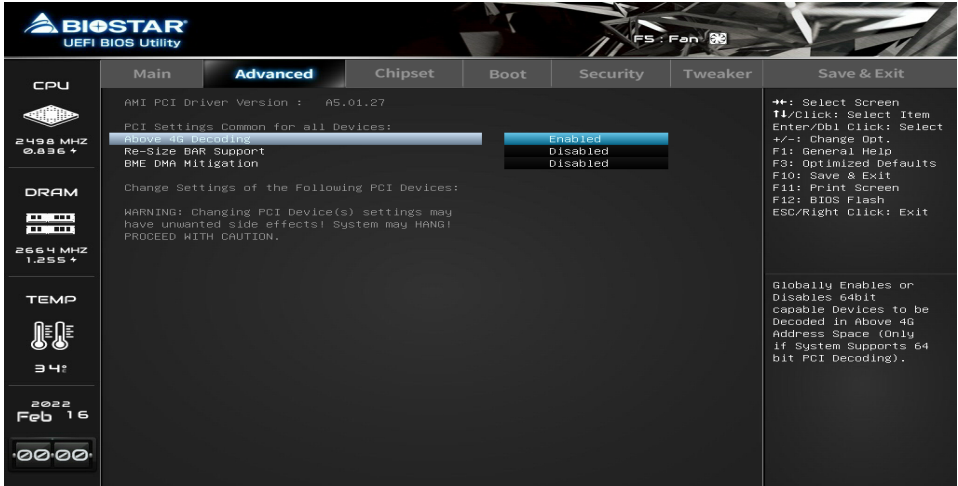 BIOSTAR®
UEFI BIOS Utility
F5 : Fan
Main Advanced Chipset Boot Security Tweaker Save & Exit
CPU
2498 MHZ
0.836
DRAM
2664 MHZ
1.255
TEMP
34
2022
Feb 16
00:00
AMI PCI Driver Version : A5.01.27
PCI Settings Common for all Devices:
Above 4G Decoding Enabled
Re-Size BAR Support Disabled
BME DMA Mitigation Disabled
Change Settings of the Following PCI Devices:
WARNING: Changing PCI Device(s) settings may
have unwanted side effects! System may HANG!
PROCEED WITH CAUTION.
→←: Select Screen
↑↓/Click: Select Item
Enter/Dbl Click: Select
+/-: Change Opt.
F1: General Help
F3: Optimized Defaults
F10: Save & Exit
F11: Print Screen
F12: BIOS Flash
ESC/Right Click: Exit
Globally Enables or
Disables 64bit
capable Devices to be
Decoded in Above 4G
Address Space (Only
if System Supports 64
bit PCI Decoding).